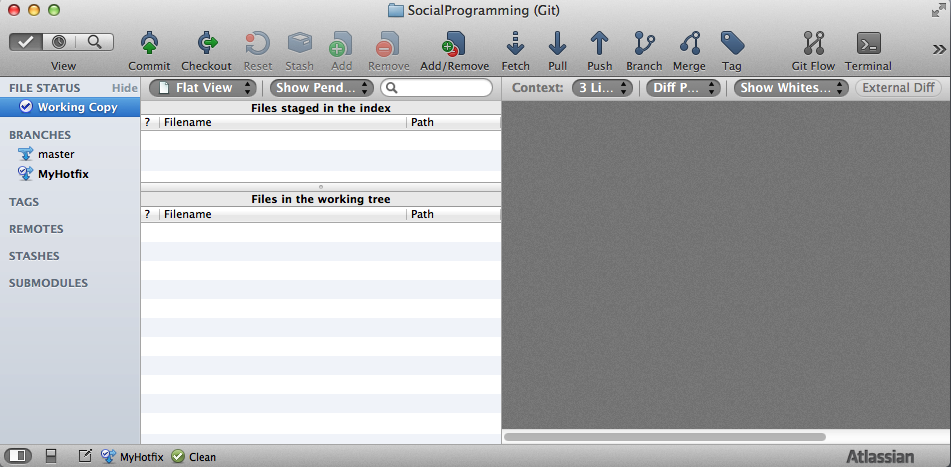 SocialProgramming (Git)
View Commit Checkout Reset Stash Add Remove Add/Remove Fetch Pull Push Branch Merge Tag Git Flow Terminal
FILE STATUS Hide Flat View Show Pend... Context: 3 Li... Diff P... Show Whites... External Diff
Working Copy
Files staged in the index
? Filename Path
BRANCHES
master
MyHotfix
Files in the working tree
? Filename Path
TAGS
REMOTES
STASHES
SUBMODULES
MyHotfix Clean Atlassian